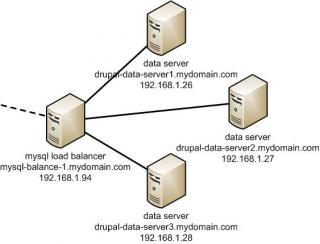 data server
drupal-data-server1.mydomain.com
192.168.1.26
data server
drupal-data-server2.mydomain.com
192.168.1.27
mysql load balancer
mysql-balance-1.mydomain.com
192.168.1.94
data server
drupal-data-server3.mydomain.com
192.168.1.28